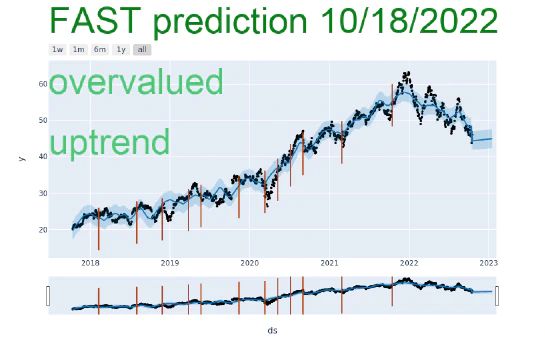 FAST prediction 10/18/2022
1w 1m 6m 1y all
overvalued
uptrend
60
50
40
30
20
y
2018 2019 2020 2021 2022 2023
ds